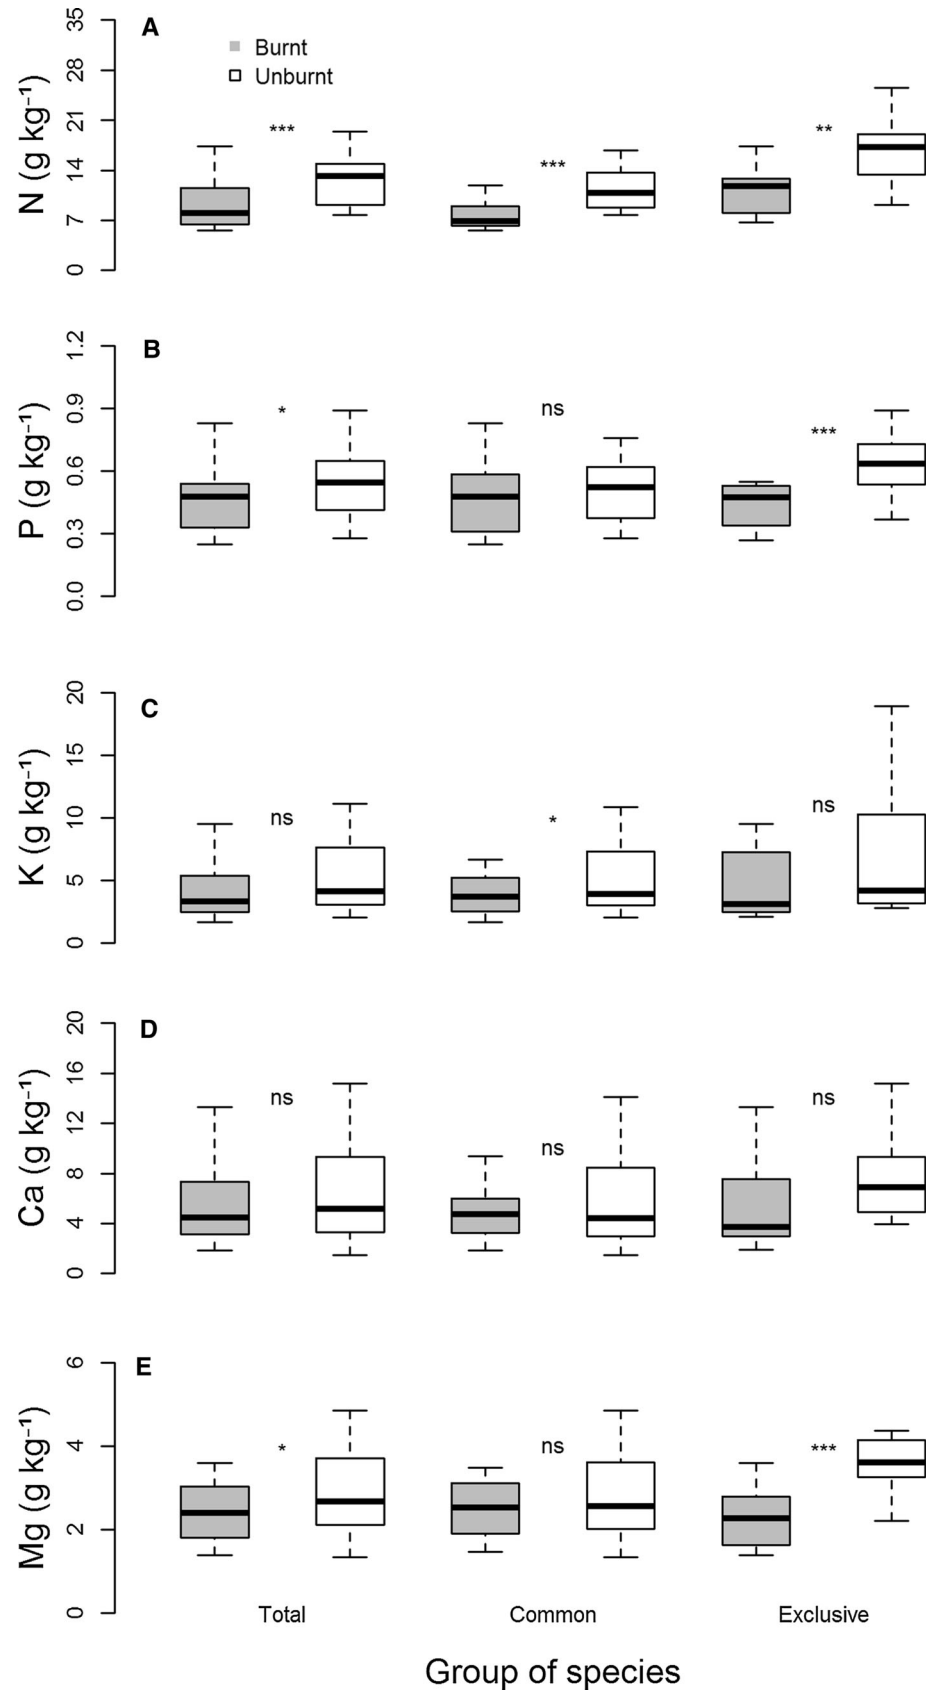 A
Burnt
Unburnt
N (g kg⁻¹)
35
28
21
14
7
0
***
***
**
B
P (g kg⁻¹)
1.2
0.9
0.6
0.3
0.0
*
ns
***
C
K (g kg⁻¹)
20
15
10
5
0
ns
*
ns
D
Ca (g kg⁻¹)
20
16
12
8
4
0
ns
ns
ns
E
Mg (g kg⁻¹)
6
4
2
0
*
ns
***
Total Common Exclusive
Group of species